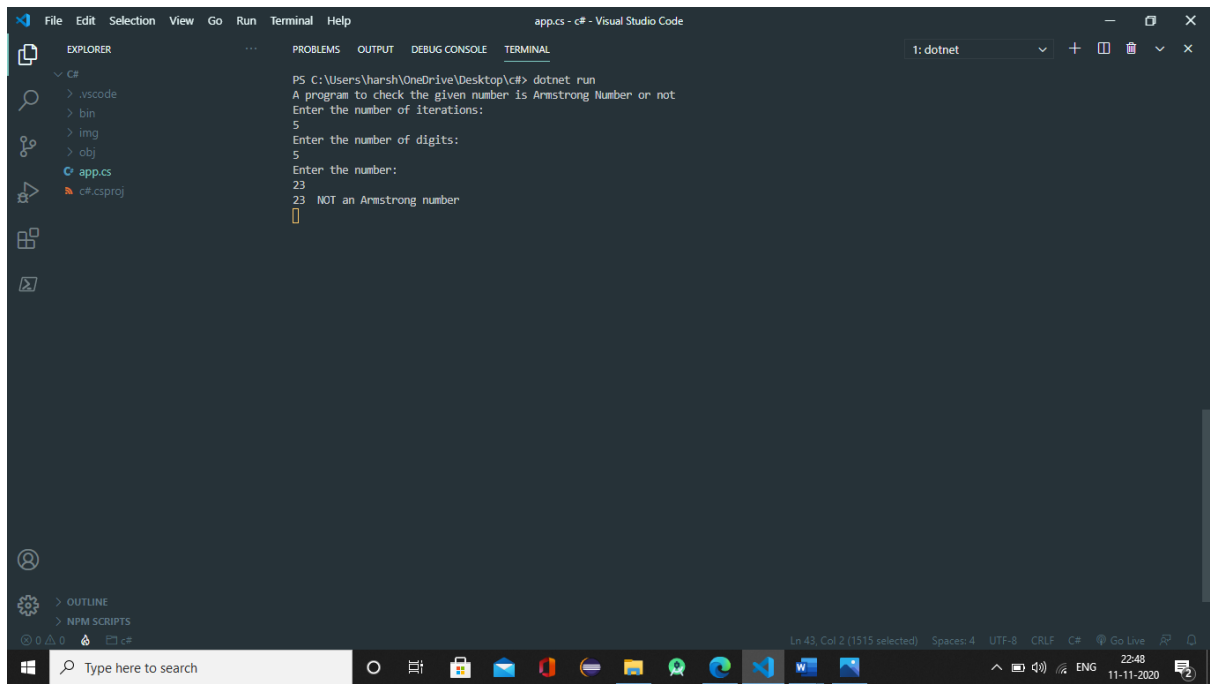 File Edit Selection View Go Run Terminal Help
app.cs - c# - Visual Studio Code
EXPLORER
PROBLEMS OUTPUT DEBUG CONSOLE TERMINAL
1: dotnet
C#
.vscode
bin
img
obj
app.cs
c#.csproj
PS C:\Users\harsh\OneDrive\Desktop\c#> dotnet run
A program to check the given number is Armstrong Number or not
Enter the number of iterations:
5
Enter the number of digits:
5
Enter the number:
23
23  NOT an Armstrong number
OUTLINE
NPM SCRIPTS
0 0 c#
Ln 43, Col 2 (1515 selected) Spaces: 4 UTF-8 CRLF C# Go Live
Type here to search
W
ENG
22:48
11-11-2020
2